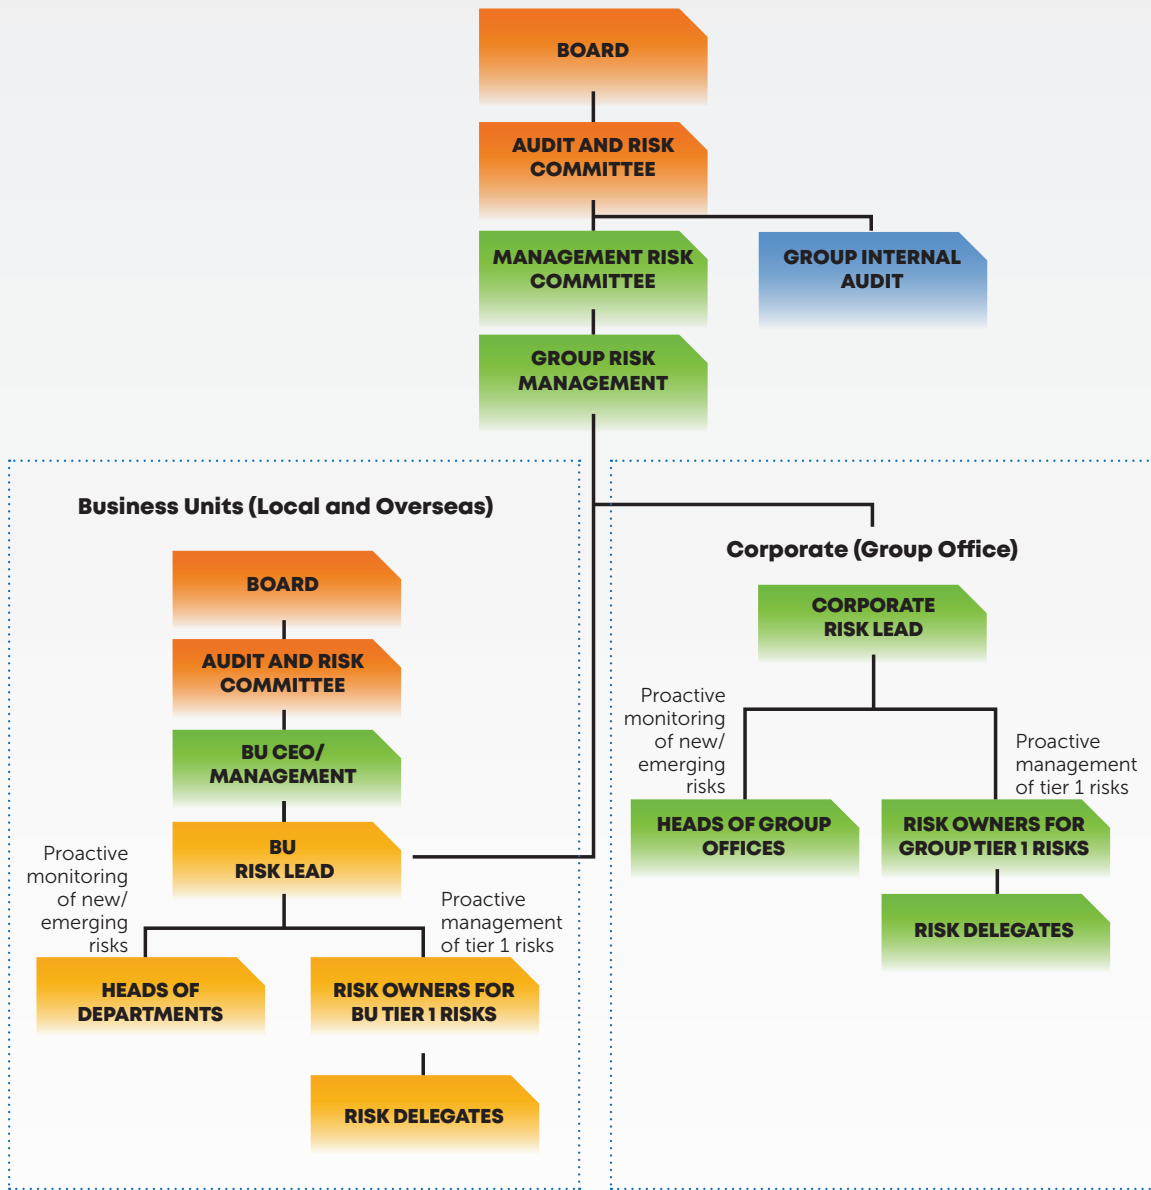 BOARD
AUDIT AND RISK
COMMITTEE
MANAGEMENT RISK
COMMITTEE
GROUP INTERNAL
AUDIT
GROUP RISK
MANAGEMENT
Business Units (Local and Overseas)
BOARD
AUDIT AND RISK
COMMITTEE
BU CEO/
MANAGEMENT
BU
RISK LEAD
Proactive
monitoring
of new/
emerging
risks
Proactive
management
of tier 1 risks
HEADS OF
DEPARTMENTS
RISK OWNERS FOR
BU TIER 1 RISKS
RISK DELEGATES
Corporate (Group Office)
CORPORATE
RISK LEAD
Proactive
monitoring
of new/
emerging
risks
Proactive
management
of tier 1 risks
HEADS OF GROUP
OFFICES
RISK OWNERS FOR
GROUP TIER 1 RISKS
RISK DELEGATES